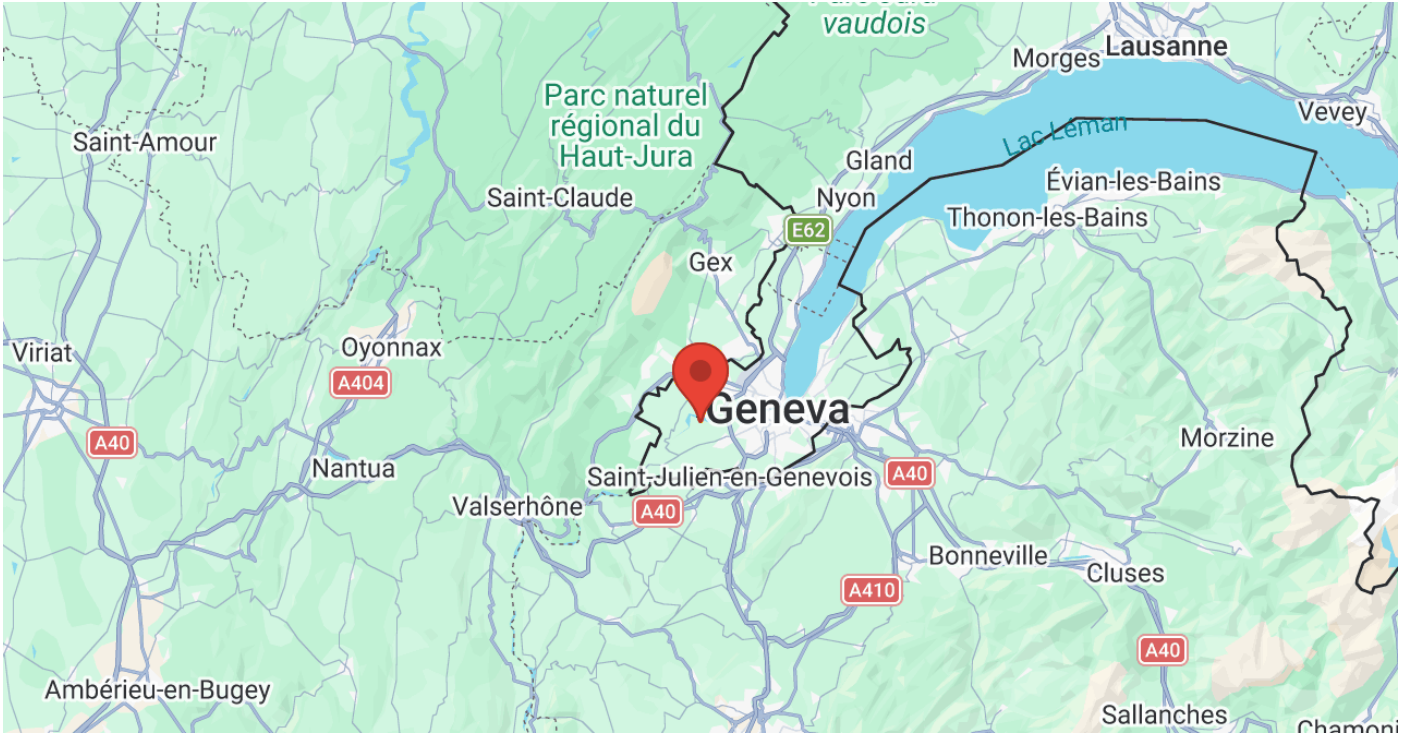 vaudois
Lausanne
Morges
Parc naturel
régional du
Haut-Jura
Vevey
Lac Léman
Saint-Amour
Gland
Évian-les-Bains
Saint-Claude
Nyon
Thonon-les-Bains
E62
Gex
Viriat
Oyonnax
A404
Geneva
A40
Morzine
Nantua
Saint-Julien-en-Genevois
A40
Valserhône
A40
Bonneville
Cluses
A410
A40
Ambérieu-en-Bugey
Sallanches